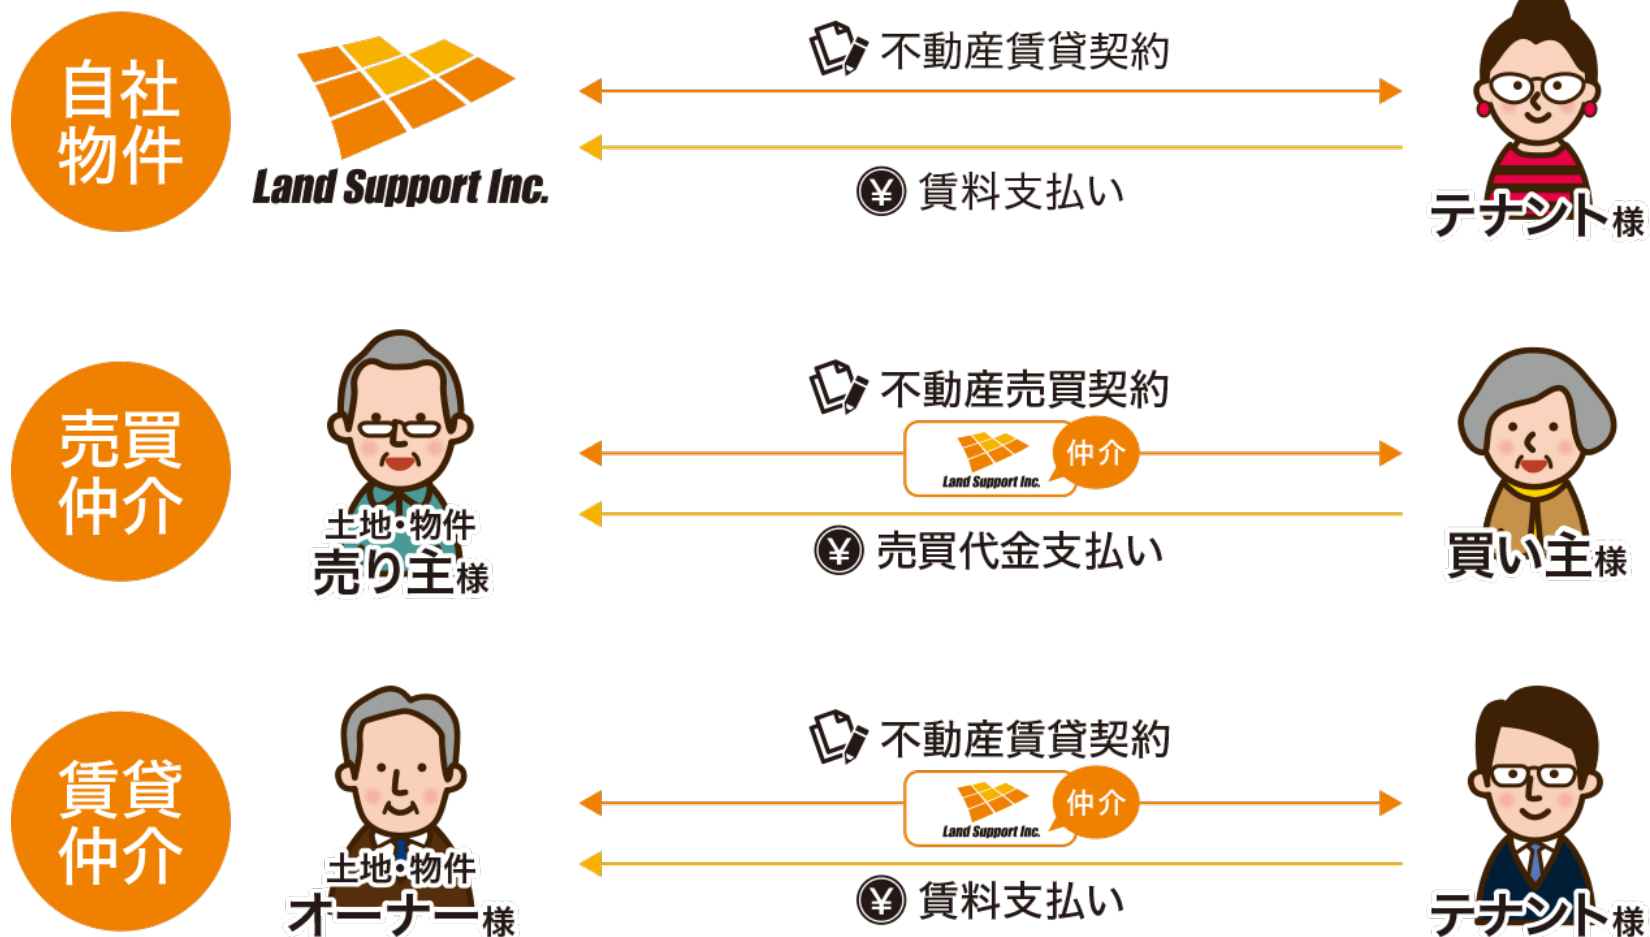 自社
物件
Land Support Inc.
不動産賃貸契約
¥ 賃料支払い
テナント様
売買
仲介
土地・物件
売り主様
不動産売買契約
Land Support Inc.
仲介
¥ 売買代金支払い
買い主様
賃貸
仲介
土地・物件
オーナー様
不動産賃貸契約
Land Support Inc.
仲介
¥ 賃料支払い
テナント様